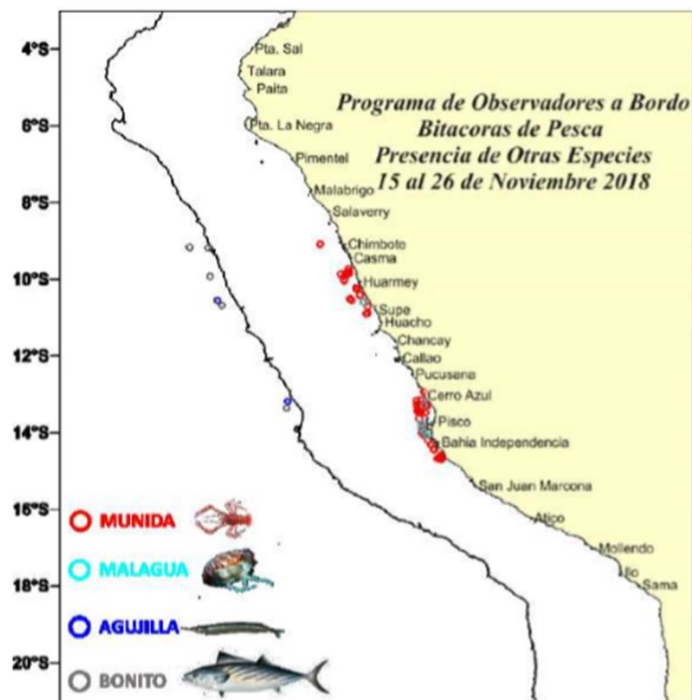 4°S
Pta. Sal
Talara
Paita
6°S
Pta. La Negra
Programa de Observadores a Bordo
Bitacoras de Pesca
Presencia de Otras Especies
15 al 26 de Noviembre 2018
Pimentel
8°S
Malabrigo
Salaverry
Chimbote
Casma
10°S
Huarmey
Supe
Huacho
Chancay
12°S
Callao
Pucusana
Cerro Azul
Pisco
14°S
Bahia Independencia
San Juan Marcona
16°S
Atico
MUNIDA
Mollendo
MALAGUA
Ilo
18°S
Sama
AGUJILLA
20°S
BONITO